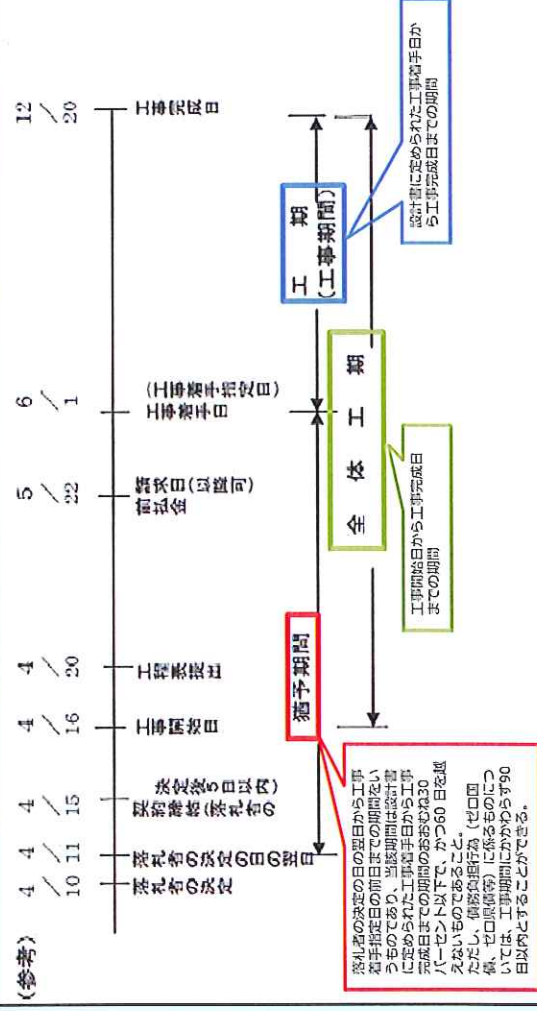 (参考)
4/10
落札者の決定
4/11
落札者の決定の日の翌日
4/15
契約締結(落札者の
決定後5日以内)
4/16
工事開始日
4/20
工程表提出
5/22
前払金
請求日(以降可)
6/1
工事着手日
(工事着手指定日)
12/20
工事完成日
猶予期間
工 期
(工事期間)
全 体 工 期
落札者の決定の日の翌日から工事
着手指定日の前日までの期間をい
うものであり、当該期間は設計書
に定められた工事着手日から工事
完成日までの期間のおおむね30
パーセント以下で、かつ60 日を越
えないものであること。
ただし、債務負担行為(ゼロ国
債、ゼロ県債等)に係るものにつ
いては、工事期間にかかわらず90
日以内とすることができる。
工事開始日から工事完成日
までの期間
設計書に定められた工事着手日か
ら工事完成日までの期間